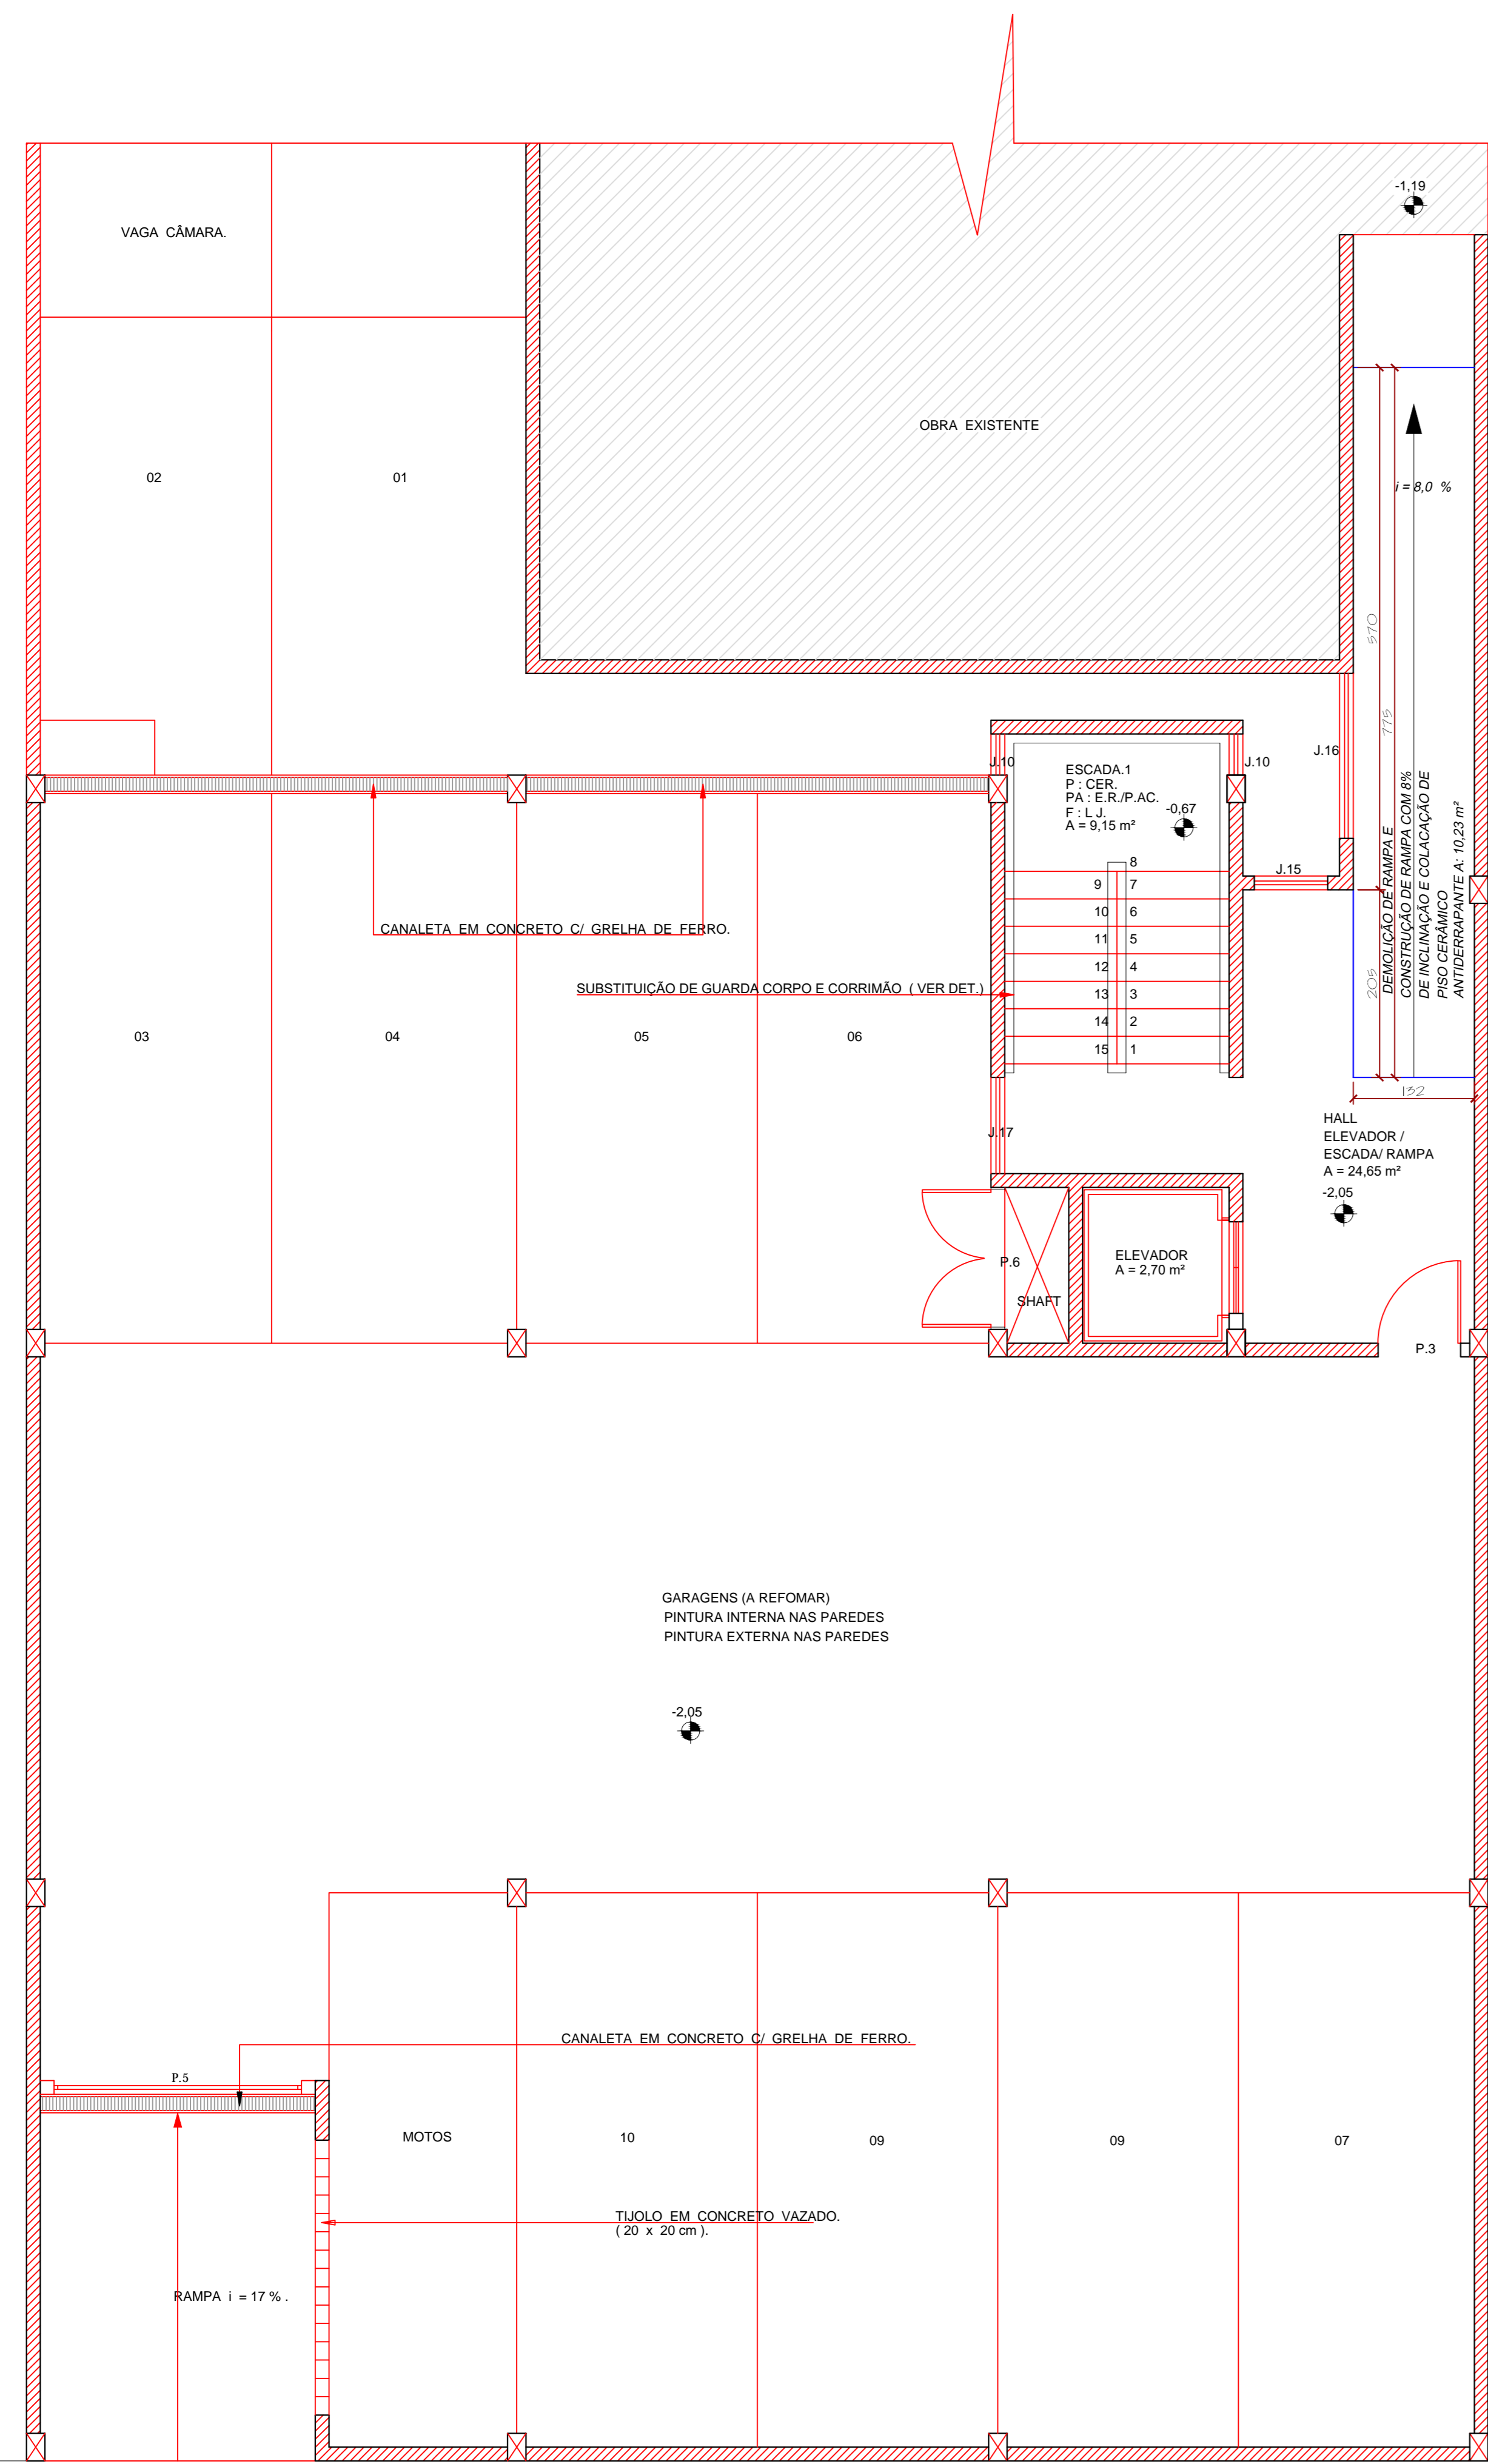 -1,19
VAGA CÂMARA.
OBRA EXISTENTE
02
01
i = 8,0 %
570
775
J.16
J.10
J.10
ESCADA.1
P : CER.
PA : E.R./P.AC.
F : L J.
A = 9,15 m²
-0,67
8
J.15
9 7
10 6
11 5
12 4
13 3
14 2
15 1
CANALETA EM CONCRETO C/ GRELHA DE FERRO.
SUBSTITUIÇÃO DE GUARDA CORPO E CORRIMÃO ( VER DET.)
205
DEMOLIÇÃO DE RAMPA E
CONSTRUÇÃO DE RAMPA COM 8%
DE INCLINAÇÃO E COLACAÇÃO DE
PISO CERÂMICO
ANTIDERRAPANTE A: 10,23 m²
03
04
05
06
132
J.17
HALL
ELEVADOR /
ESCADA/ RAMPA
A = 24,65 m²
-2,05
ELEVADOR
A = 2,70 m²
P.6
SHAFT
P.3
GARAGENS (A REFOMAR)
PINTURA INTERNA NAS PAREDES
PINTURA EXTERNA NAS PAREDES
-2,05
CANALETA EM CONCRETO C/ GRELHA DE FERRO.
P.5
MOTOS
10
09
09
07
TIJOLO EM CONCRETO VAZADO.
( 20 x 20 cm ).
RAMPA i = 17 % .